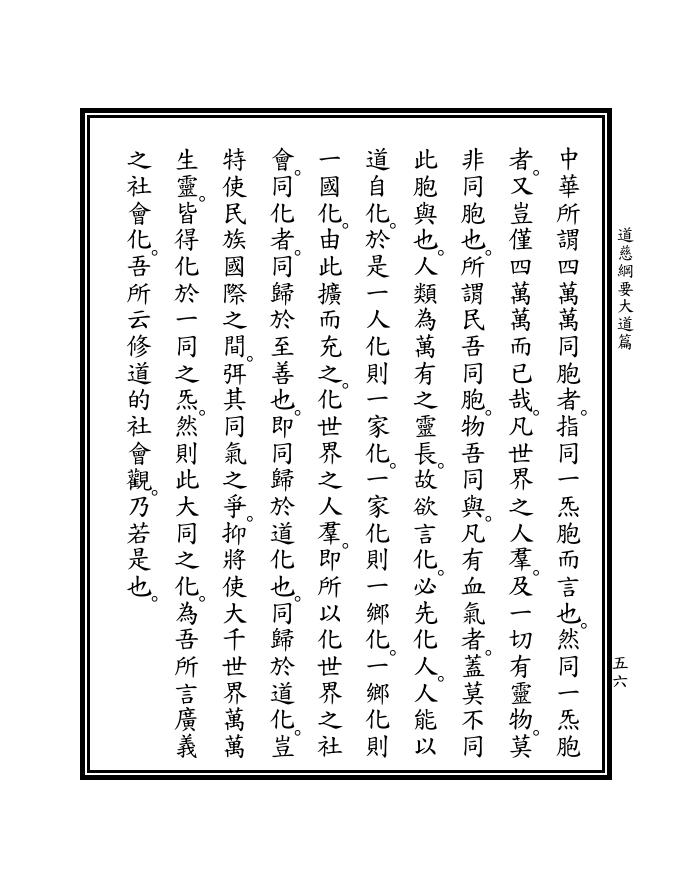 道慈綱要大道篇
五六
中華所謂四萬萬同胞者。指同一炁胞而言也。然同一炁胞
者。又豈僅四萬萬而已哉。凡世界之人羣。及一切有靈物。莫
非同胞也。所謂民吾同胞。物吾同與。凡有血氣者。蓋莫不同
此胞與也。人類為萬有之靈長。故欲言化。必先化人。人能以
道自化。於是一人化則一家化。一家化則一鄉化。一鄉化則
一國化。由此擴而充之。化世界之人羣。即所以化世界之社
會。同化者。同歸於至善也。即同歸於道化也。同歸於道化。豈
特使民族國際之間。弭其同氣之爭。抑將使大千世界萬萬
生靈。皆得化於一同之炁。然則此大同之化。為吾所言廣義
之社會化。吾所云修道的社會觀。乃若是也。